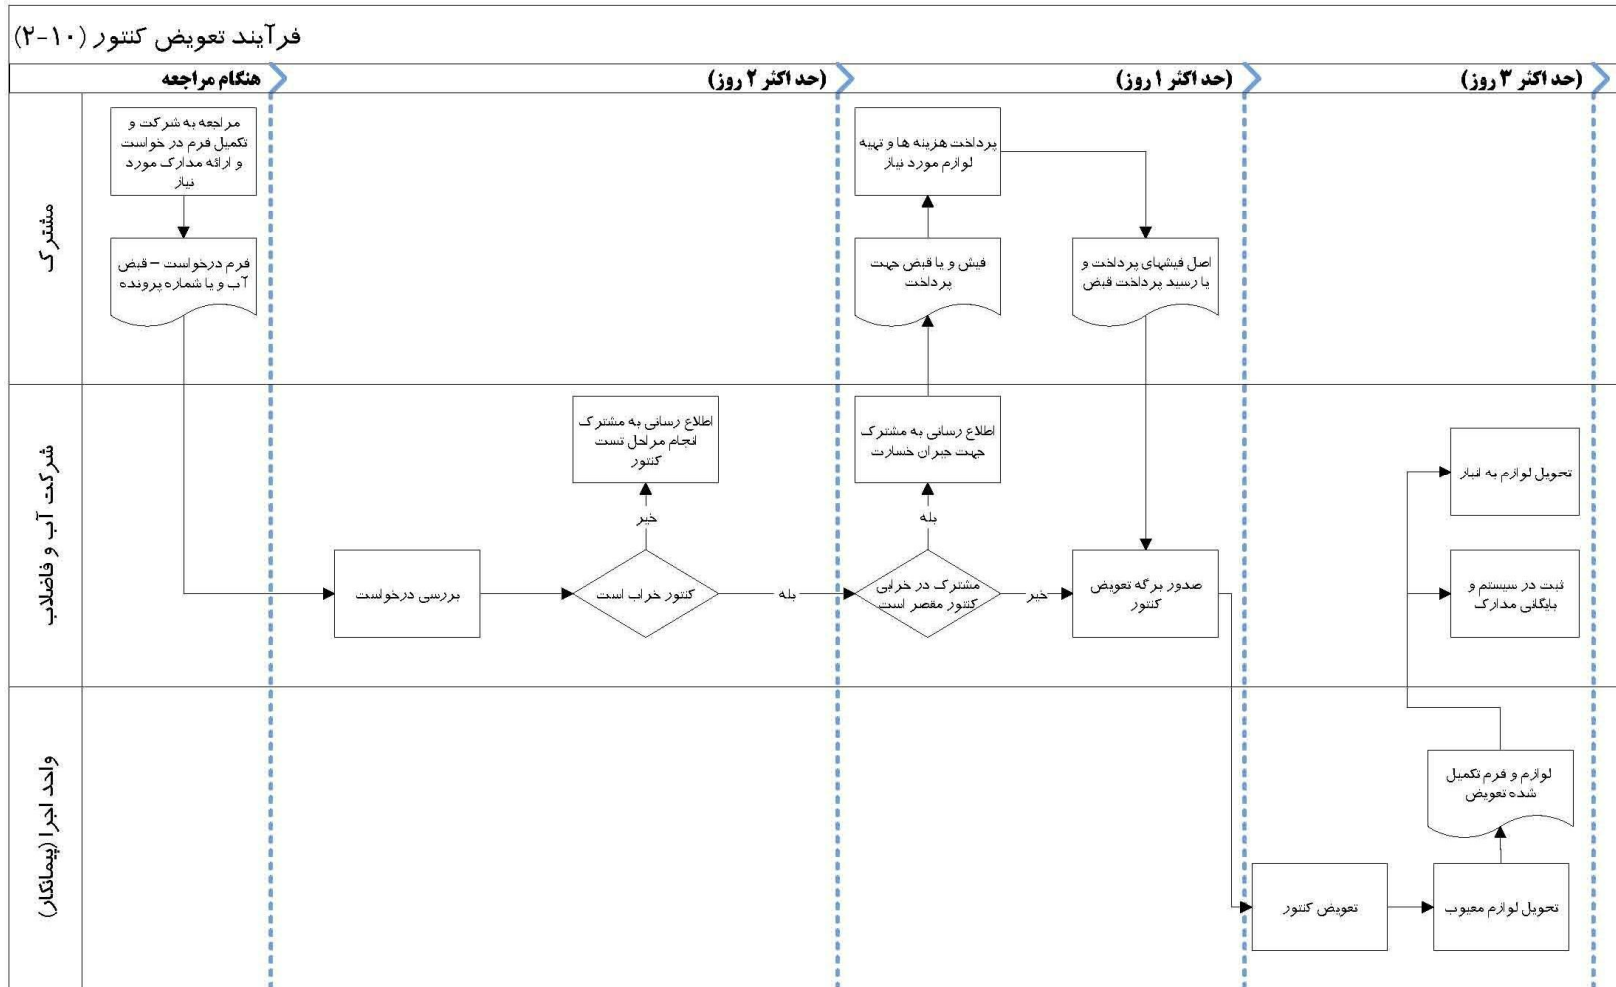 فرآیند تعویض کنتور (۱۰-۲)
هنگام مراجعه
(حد اکثر ۲ روز)
(حد اکثر ۱ روز)
(حد اکثر ۳ روز)
مشترک
مراجعه به شرکت و
تکمیل فرم در خواست
و ارائه مدارک مورد
نیاز
فرم درخواست – قبض
آب و یا شماره پرونده
پرداخت هزینه ها و تهیه
لوازم مورد نیاز
فیش و یا قبض جهت
پرداخت
اصل فیشهای پرداخت و
یا رسید پرداخت قبض
شرکت آب و فاضلاب
بررسی درخواست
اطلاع رسانی به مشترک
انجام مراحل تست
کنتور
خیر
کنتور خراب است
بله
اطلاع رسانی به مشترک
جهت جبران خسارت
بله
مشترک در خرابی
کنتور مقصر است
خیر
صدور برگه تعویض
کنتور
تحویل لوازم به انبار
ثبت در سیستم و
بایگانی مدارک
واحد اجرا (پیمانکار)
لوازم و فرم تکمیل
شده تعویض
تعویض کنتور
تحویل لوازم معیوب